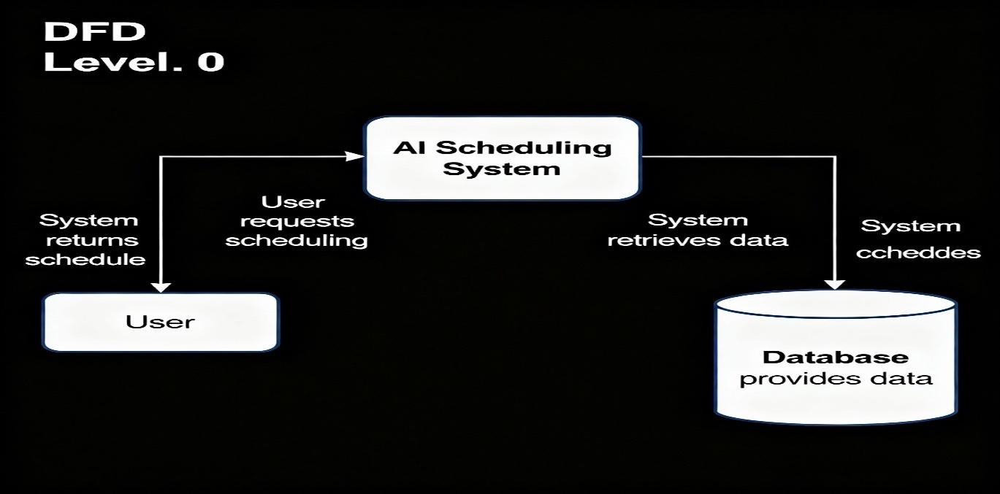 DFD
Level. 0
AI Scheduling
System
User
requests
scheduling
System
returns
schedule
System
retrieves data
System
ccheddes
User
Database
provides data